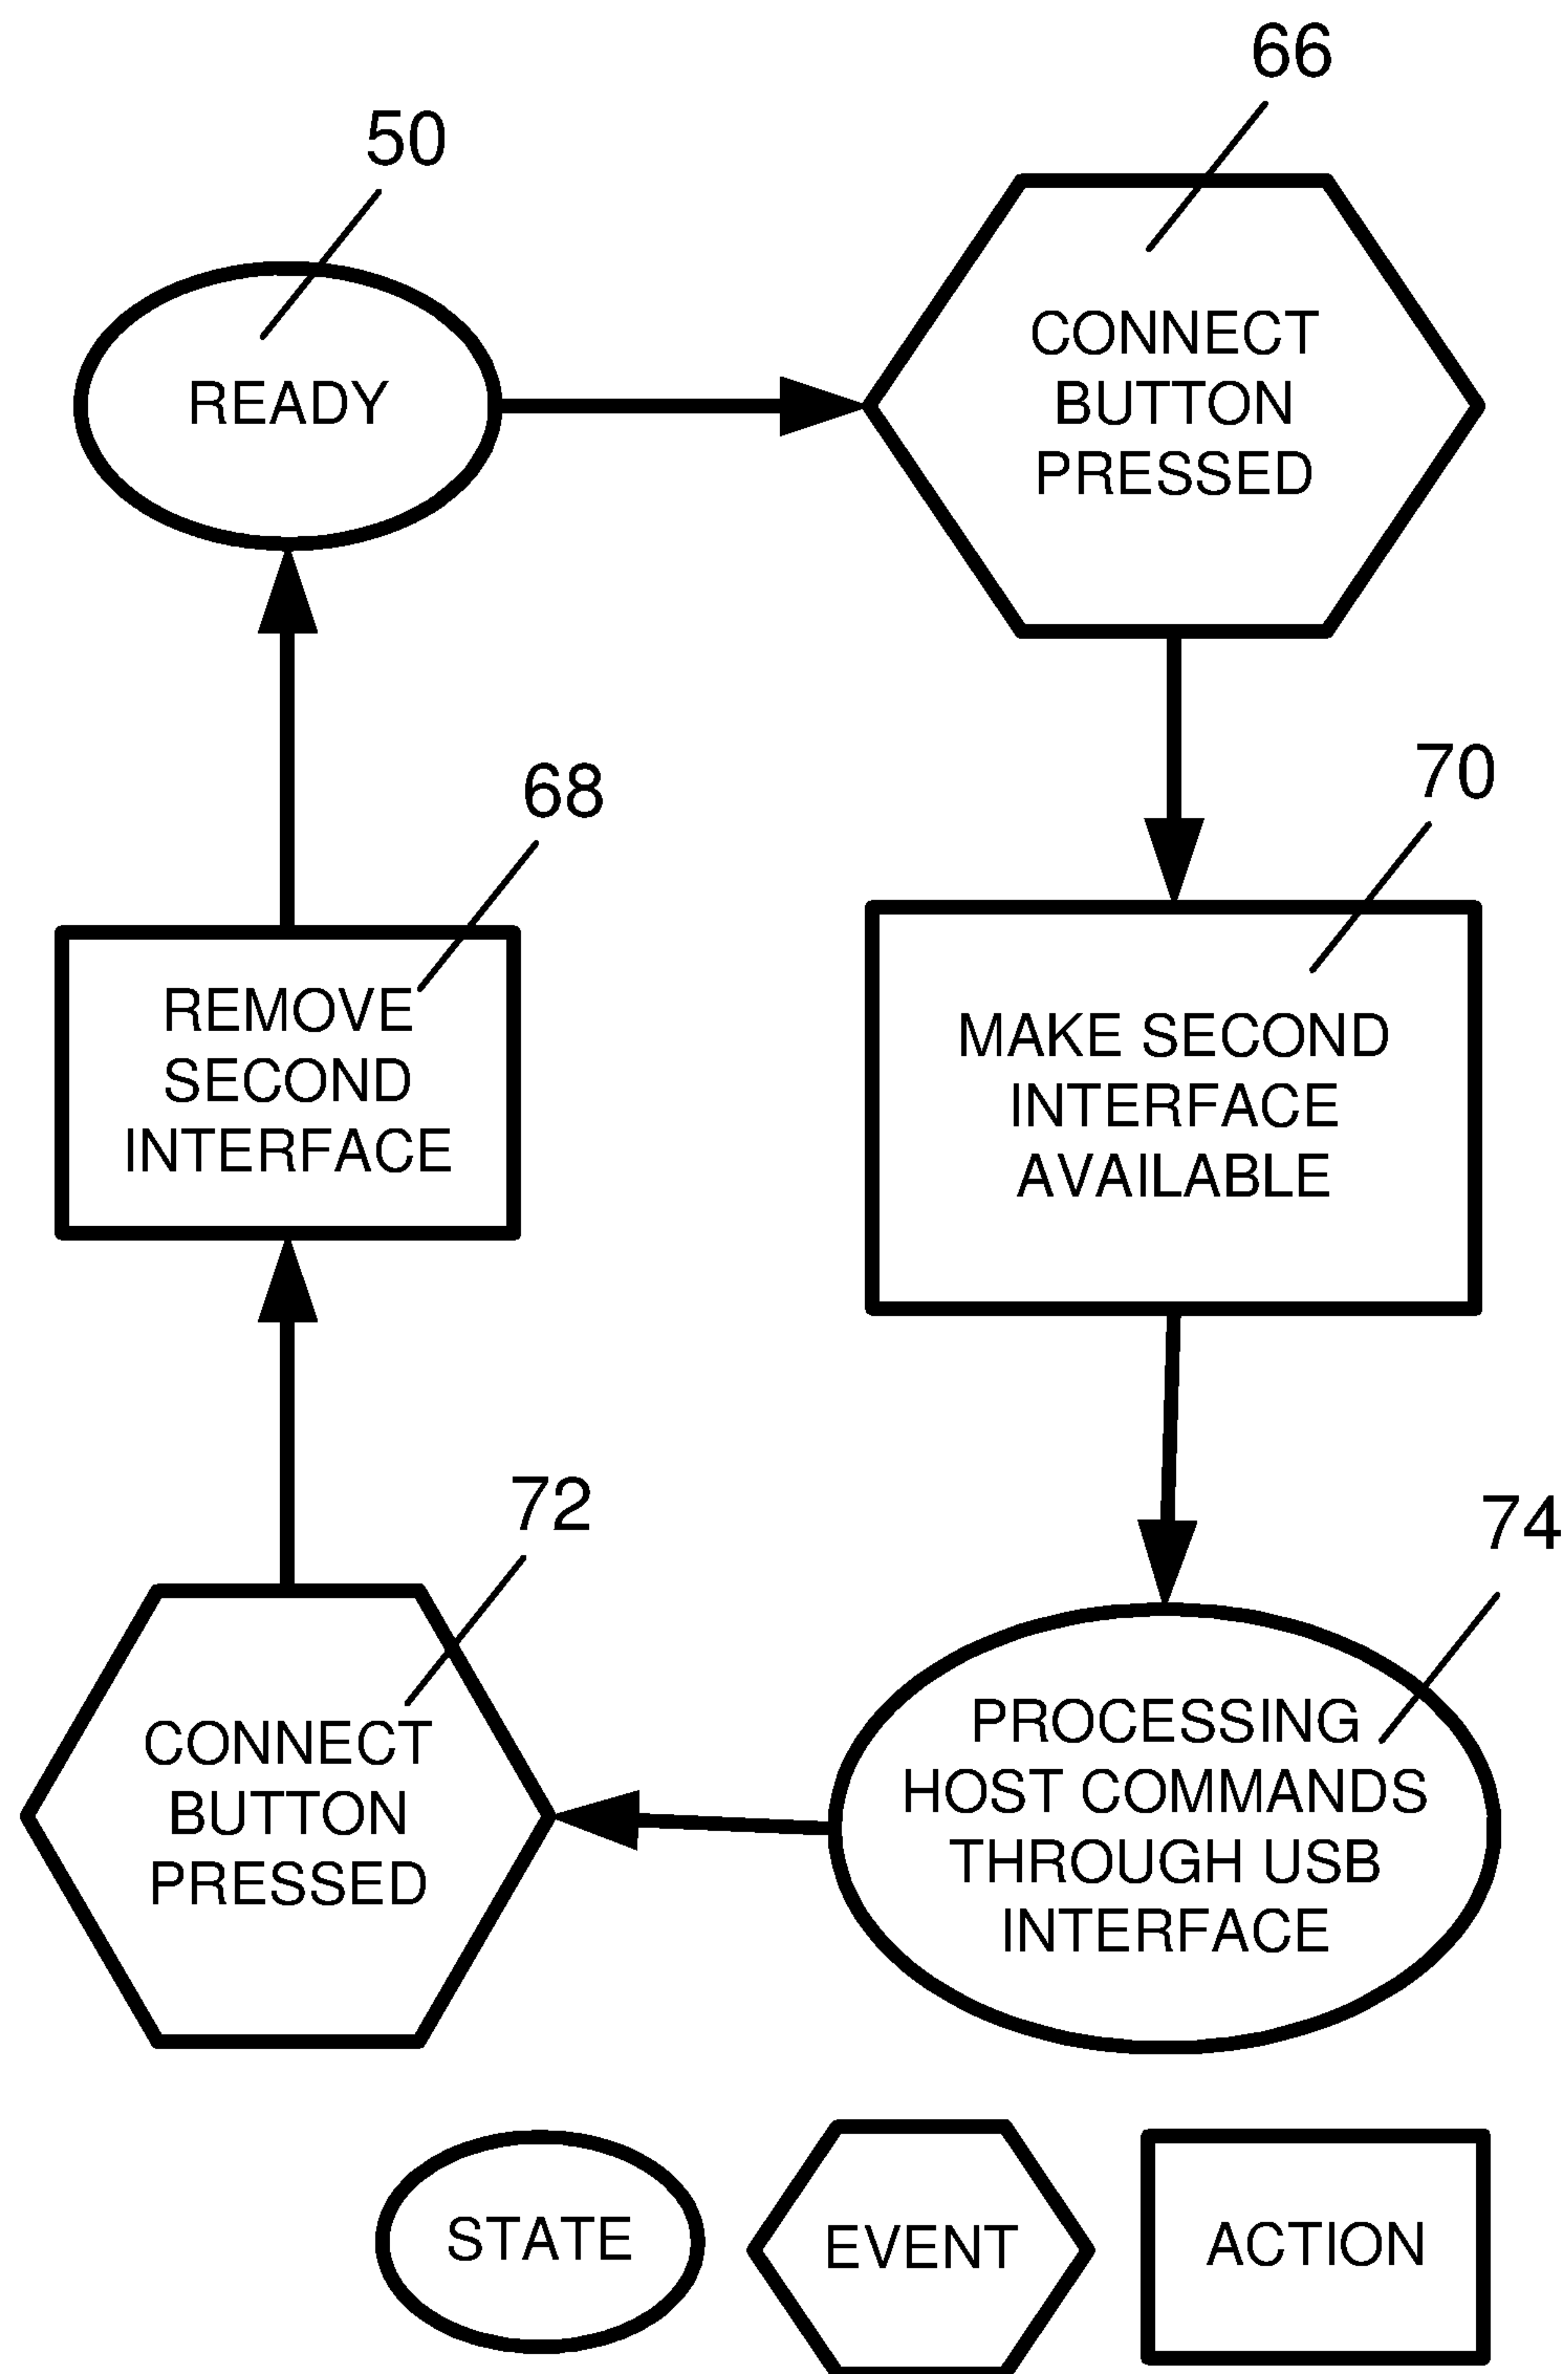 66
50
READY
CONNECT
BUTTON
PRESSED
68
REMOVE
SECOND
INTERFACE
70
MAKE SECOND
INTERFACE
AVAILABLE
72
CONNECT
BUTTON
PRESSED
74
PROCESSING
HOST COMMANDS
THROUGH USB
INTERFACE
STATE
EVENT
ACTION